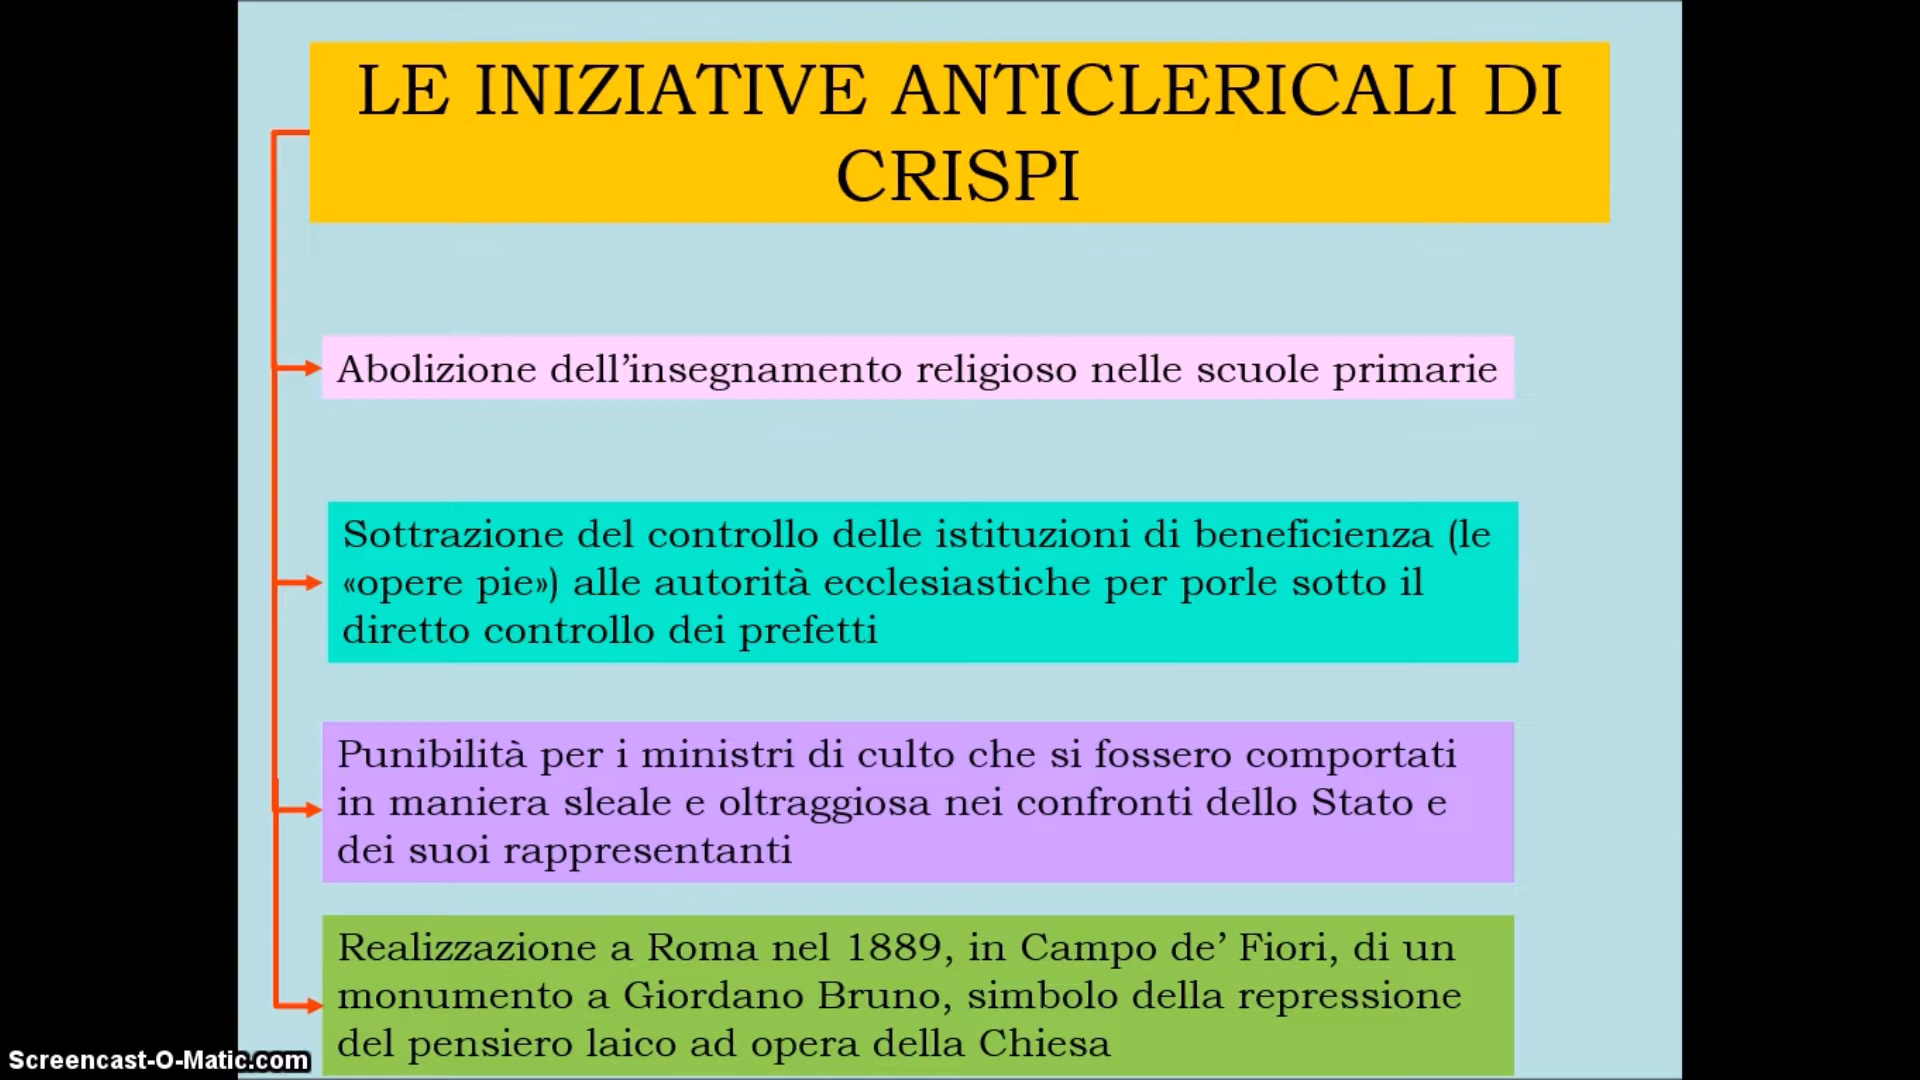 LE INIZIATIVE ANTICLERICALI DI
CRISPI
Abolizione dell’insegnamento religioso nelle scuole primarie
Sottrazione del controllo delle istituzioni di beneficienza (le
«opere pie») alle autorità ecclesiastiche per porle sotto il
diretto controllo dei prefetti
Punibilità per i ministri di culto che si fossero comportati
in maniera sleale e oltraggiosa nei confronti dello Stato e
dei suoi rappresentanti
Realizzazione a Roma nel 1889, in Campo de’ Fiori, di un
monumento a Giordano Bruno, simbolo della repressione
del pensiero laico ad opera della Chiesa
Screencast-O-Matic.com